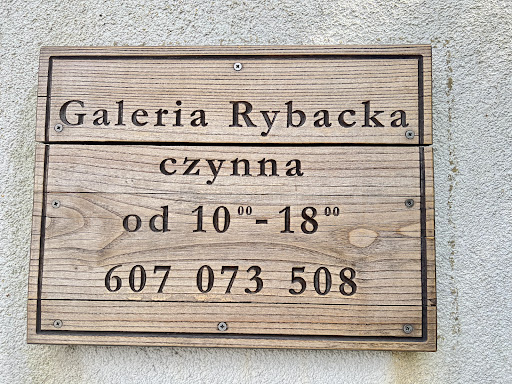 Galeria Rybacka
czynna
od 10⁰⁰-18⁰⁰
607 073 508